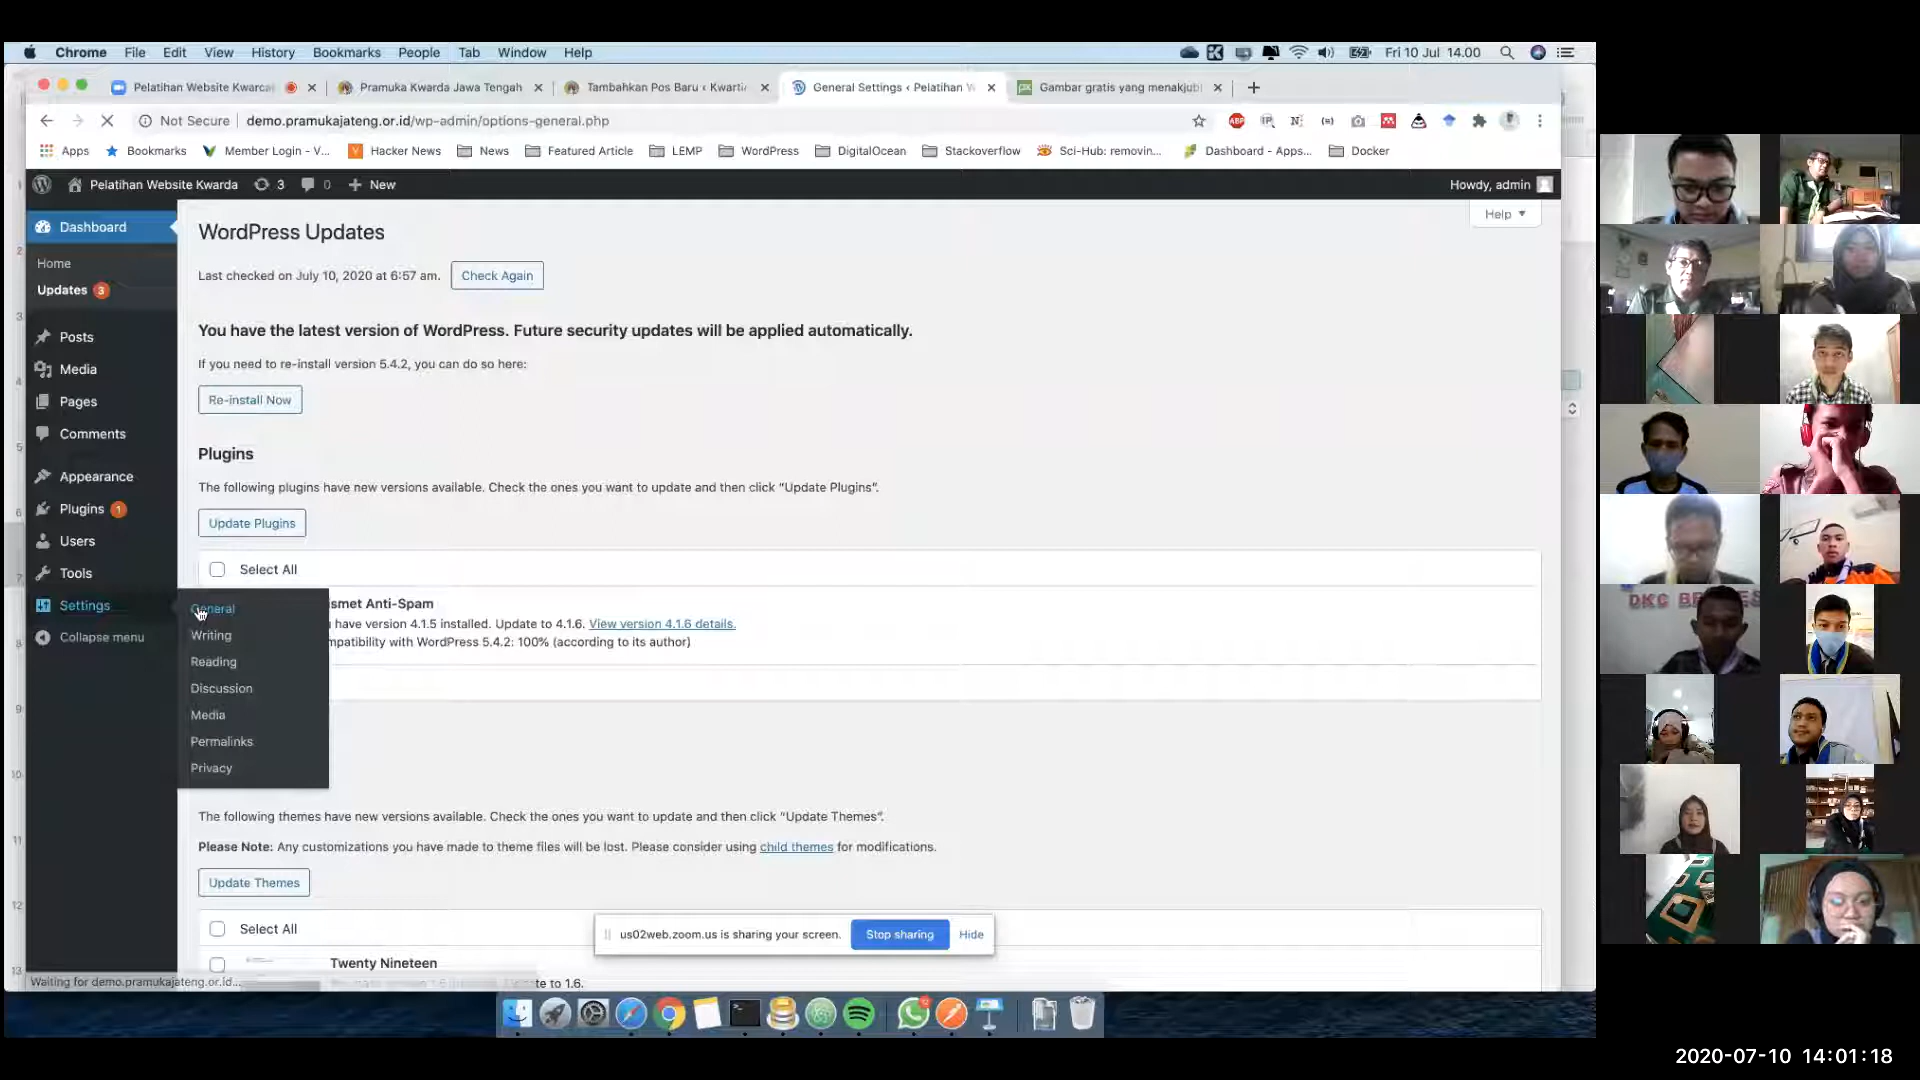 Chrome File Edit View History Bookmarks People Tab Window Help Fri 10 Jul 14.00
Pelatihan Website Kwarca Pramuka Kwarda Jawa Tengah Tambahkan Pos Baru ‹ Kwarti General Settings ‹ Pelatihan W Gambar gratis yang menakjub
Not Secure demo.pramukajateng.or.id/wp-admin/options-general.php
Apps Bookmarks Member Login - V... Hacker News News Featured Article LEMP WordPress DigitalOcean Stackoverflow Sci-Hub: removin... Dashboard - Apps... Docker
Pelatihan Website Kwarda 3 0 New Howdy, admin
Help
Dashboard
Home
Updates 3
Posts
Media
Pages
Comments
Appearance
Plugins 1
Users
Tools
Settings
Collapse menu
General
Writing
Reading
Discussion
Media
Permalinks
Privacy
WordPress Updates
Last checked on July 10, 2020 at 6:57 am. Check Again
You have the latest version of WordPress. Future security updates will be applied automatically.
If you need to re-install version 5.4.2, you can do so here:
Re-install Now
Plugins
The following plugins have new versions available. Check the ones you want to update and then click “Update Plugins”.
Update Plugins
Select All
ismet Anti-Spam
have version 4.1.5 installed. Update to 4.1.6. View version 4.1.6 details.
mpatibility with WordPress 5.4.2: 100% (according to its author)
The following themes have new versions available. Check the ones you want to update and then click “Update Themes”.
Please Note: Any customizations you have made to theme files will be lost. Please consider using child themes for modifications.
Update Themes
Select All
Twenty Nineteen
te to 1.6.
us02web.zoom.us is sharing your screen. Stop sharing Hide
Waiting for demo.pramukajateng.or.id...
2020-07-10 14:01:18